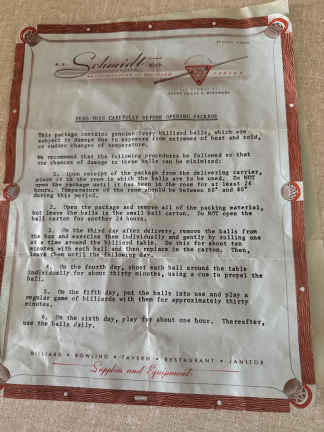 Schmidt
READ THIS CAREFULLY BEFORE OPENING PACKAGE
This package contains genuine ivory billiard balls, which are
subject to damage due to exposure from extremes of heat and cold,
or sudden changes of temperature.
We recommend that the following procedures be followed so that
the chances of damage to these balls can be eliminated:
1. Upon receipt of the package from the delivering carrier,
place it in the room in which the balls are to be used. Do NOT
open the package until it has been in the room for at least 24
hours. Temperature of the room should be between
during this period.
2. Open the package and remove all of the packing material,
but leave the balls in the small ball carton. Do NOT open the
ball carton for another 24 hours.
3. On the third day after delivery, remove the balls from
the box and exercise them individually and gently by rolling one
at a time around the billiard table. Do this for about ten
minutes with each ball and then replace in the carton. Then,
leave them until the following day.
4. On the fourth day, shoot each ball around the table
individually for about thirty minutes, using a cue to propel the
ball.
5. On the fifth day, put the balls into use and play a
regular game of billiards with them for approximately thirty
minutes.
6. On the sixth day, play for about one hour. Thereafter,
use the balls daily.
BILLIARD • BOWLING • TAVERN • RESTAURANT • JANITOR
Supplies and Equipment